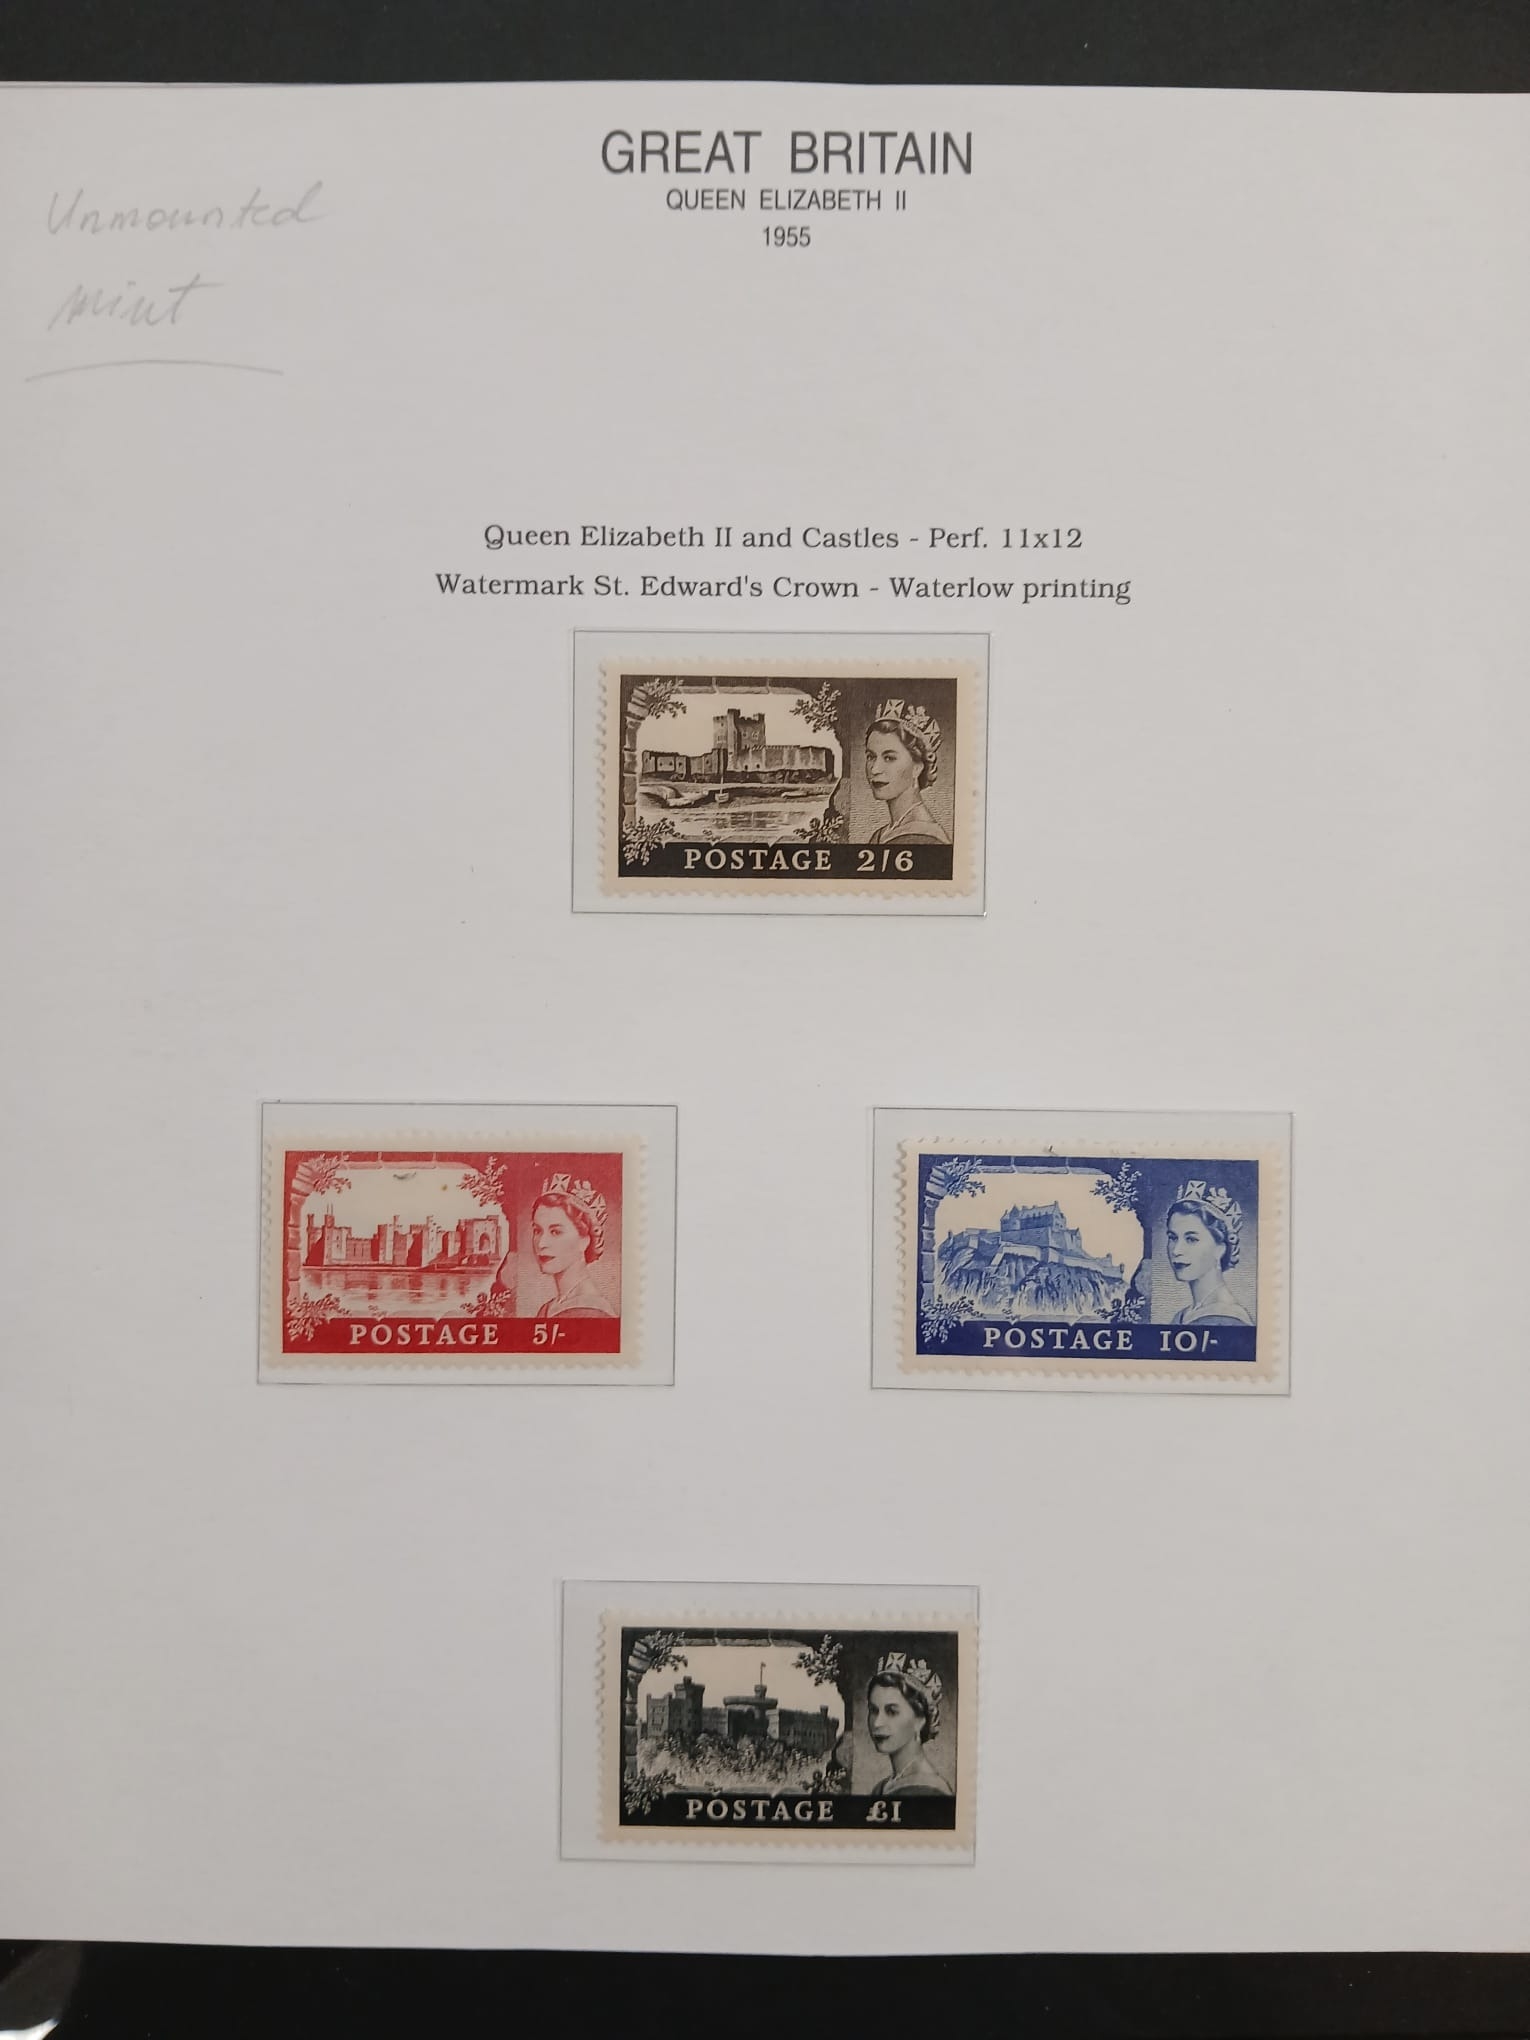 GREAT BRITAIN
QUEEN ELIZABETH II
1955
Unmounted
mint
Queen Elizabeth II and Castles - Perf. 11x12
Watermark St. Edward's Crown - Waterlow printing
POSTAGE 2/6
POSTAGE 5/-
POSTAGE 10/-
POSTAGE £1